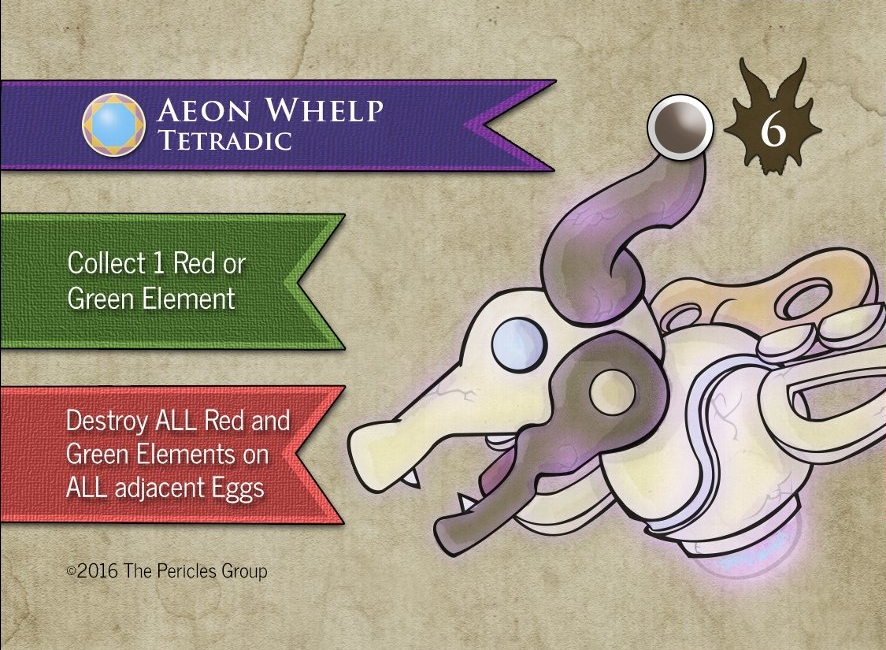 Aeon Whelp
Tetradic
6
Collect 1 Red or
Green Element
Destroy ALL Red and
Green Elements on
ALL adjacent Eggs
©2016 The Pericles Group